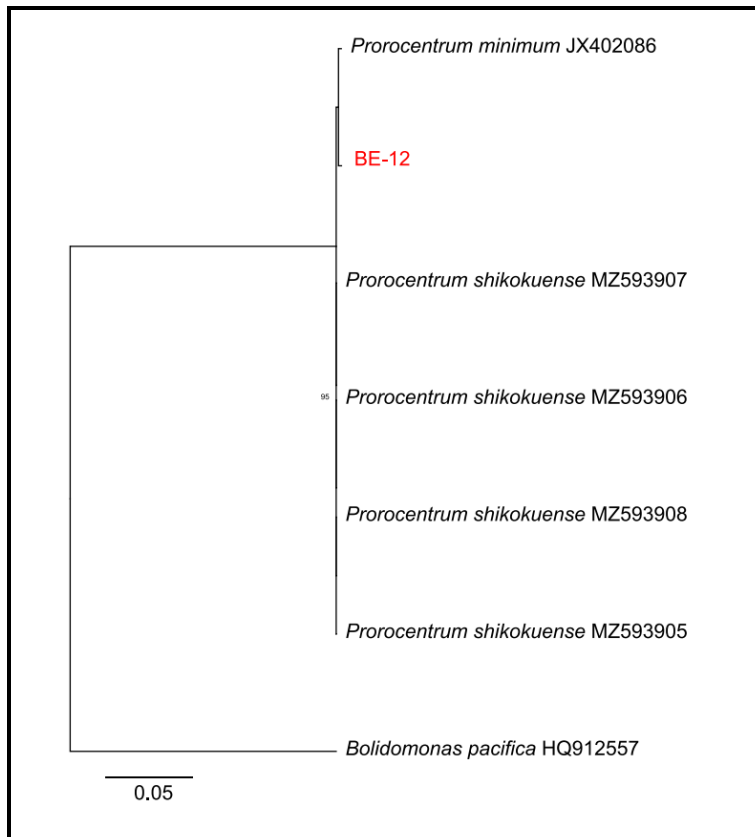 Prorocentrum minimum JX402086
BE-12
Prorocentrum shikokuense MZ593907
95
Prorocentrum shikokuense MZ593906
Prorocentrum shikokuense MZ593908
Prorocentrum shikokuense MZ593905
Bolidomonas pacifica HQ912557
0.05